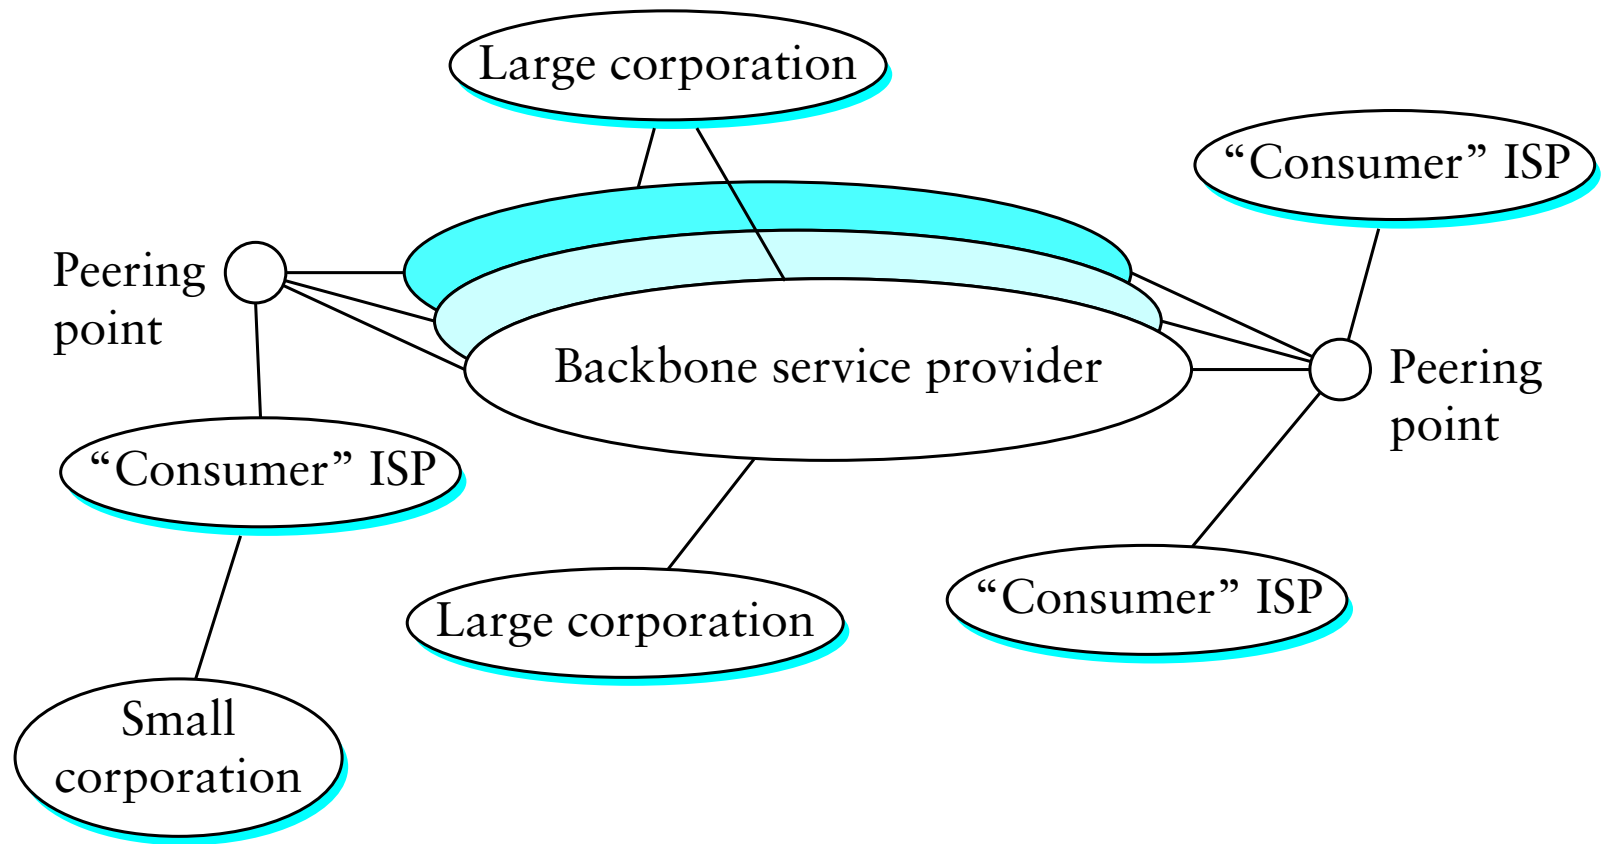 Large corporation
“Consumer” ISP
Peering
point
Backbone service provider
Peering
point
“Consumer” ISP
“Consumer” ISP
Large corporation
Small
corporation